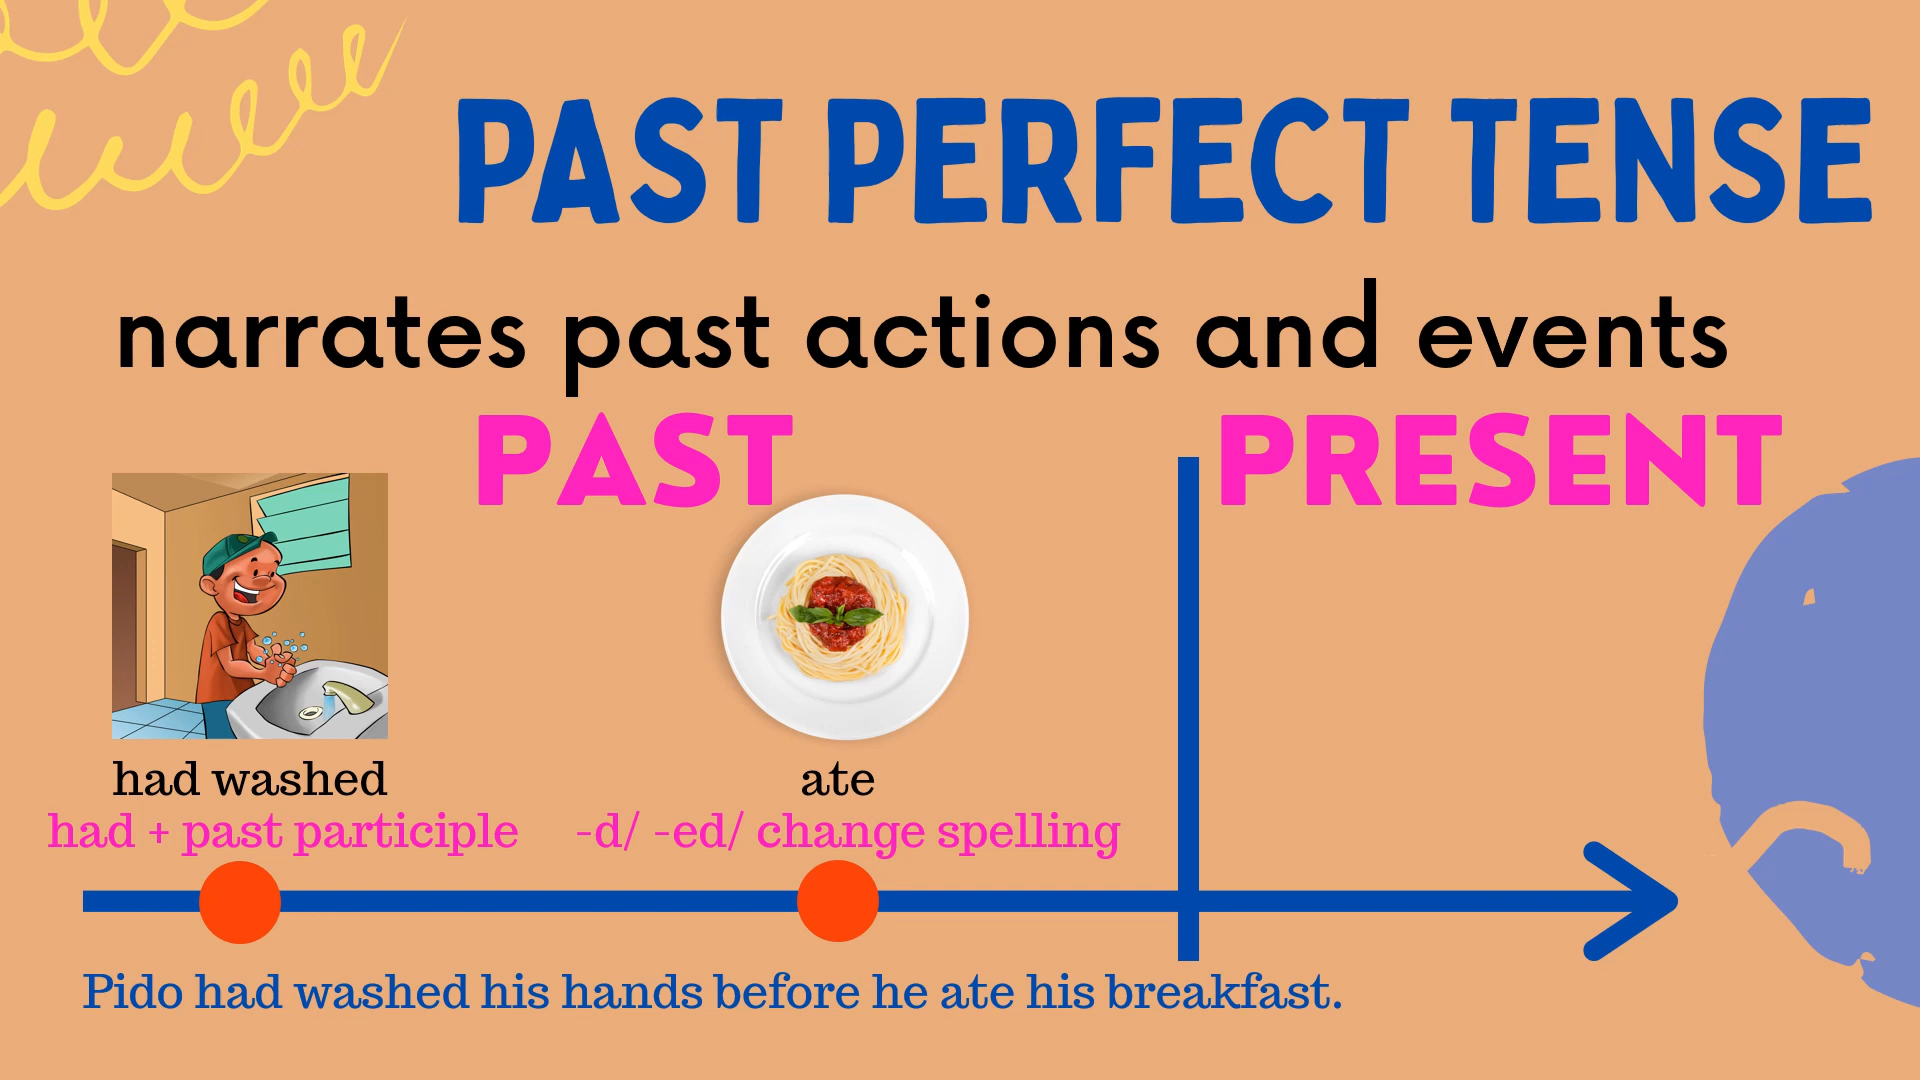 PAST PERFECT TENSE
narrates past actions and events
PAST
PRESENT
had washed
ate
had + past participle
-d/ -ed/ change spelling
Pido had washed his hands before he ate his breakfast.